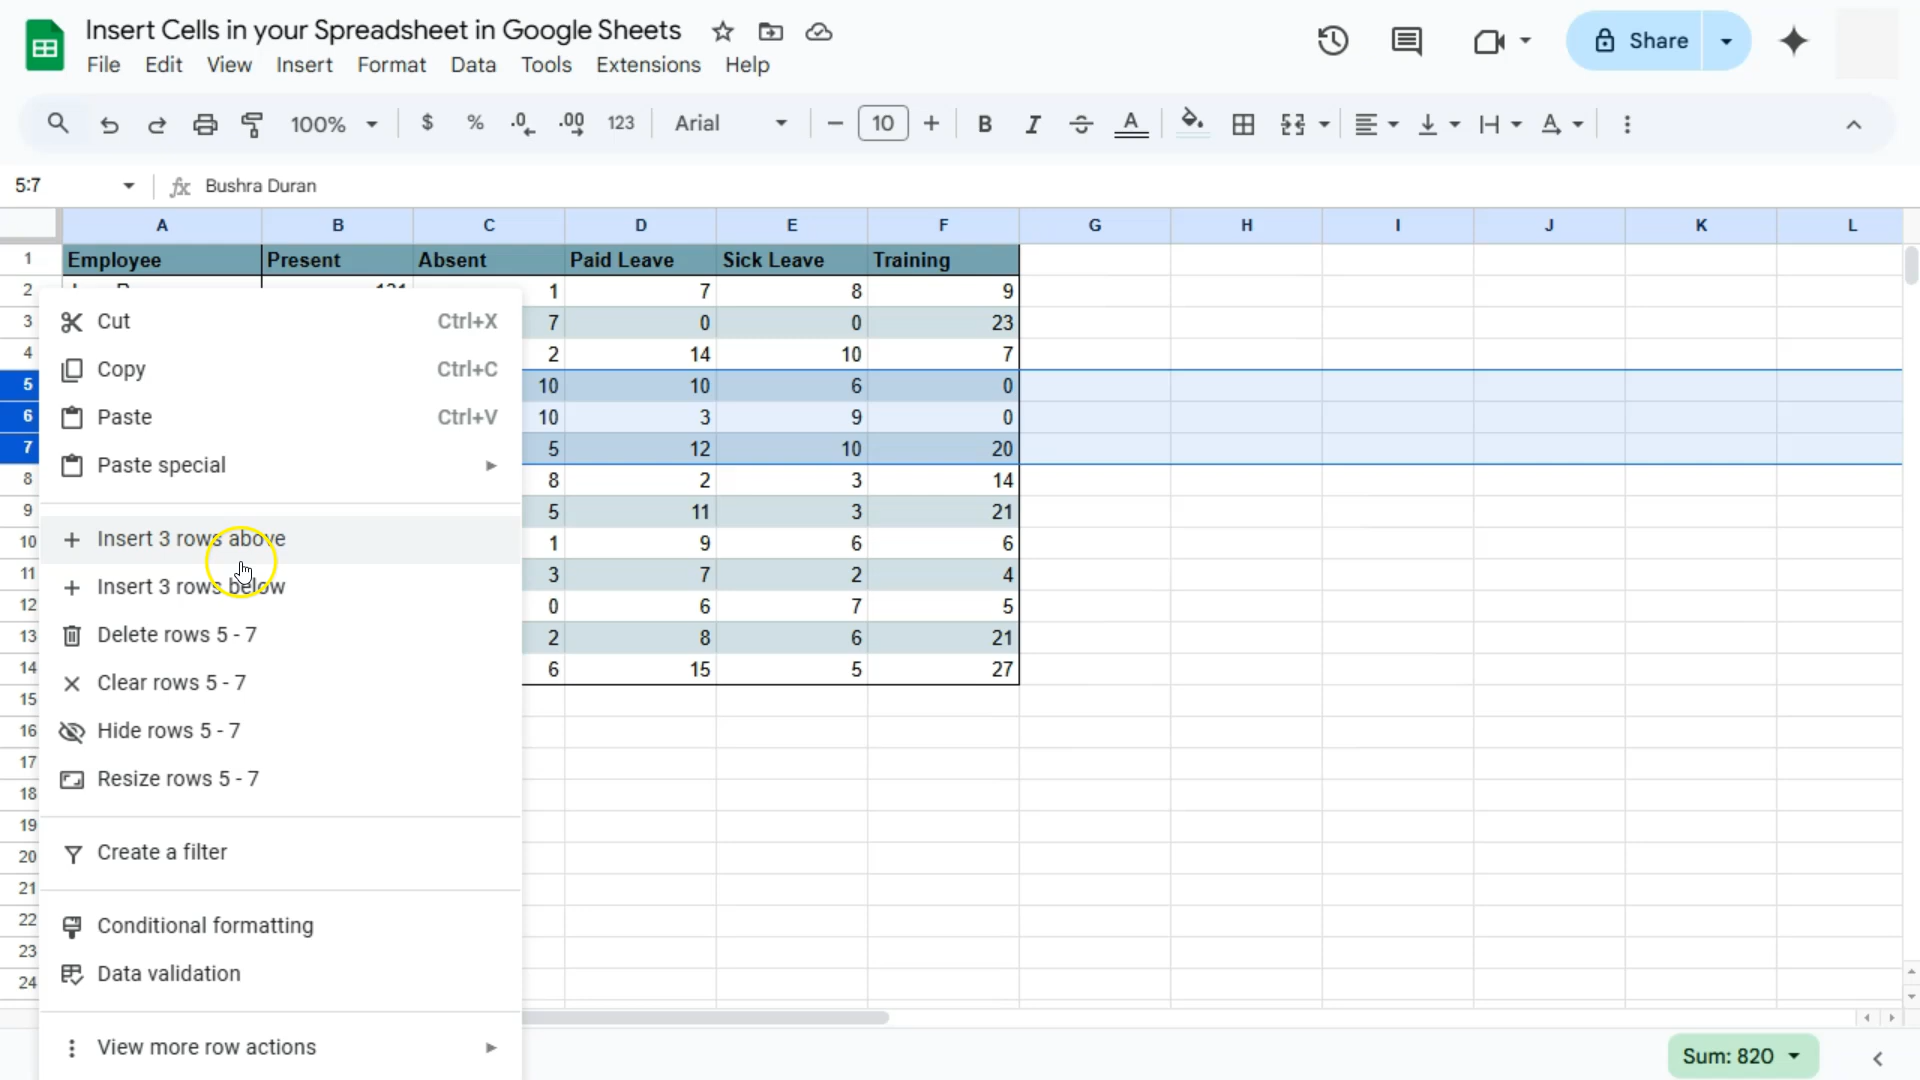 Insert Cells in your Spreadsheet in Google Sheets
File Edit View Insert Format Data Tools Extensions Help
Share
100% $ % .0 .00 123 Arial 10 B I A
5:7 fx Bushra Duran
A B C D E F G H I J K L
1 Employee Present Absent Paid Leave Sick Leave Training
2 1 7 8 9
3 7 0 0 23
4 2 14 10 7
5 10 10 6 0
6 10 3 9 0
7 5 12 10 20
8 8 2 3 14
9 5 11 3 21
10 1 9 6 6
11 3 7 2 4
12 0 6 7 5
13 2 8 6 21
14 6 15 5 27
15
16
17
18
19
20
21
22
23
24
Cut Ctrl+X
Copy Ctrl+C
Paste Ctrl+V
Paste special
Insert 3 rows above
Insert 3 rows below
Delete rows 5 - 7
Clear rows 5 - 7
Hide rows 5 - 7
Resize rows 5 - 7
Create a filter
Conditional formatting
Data validation
View more row actions
Sum: 820